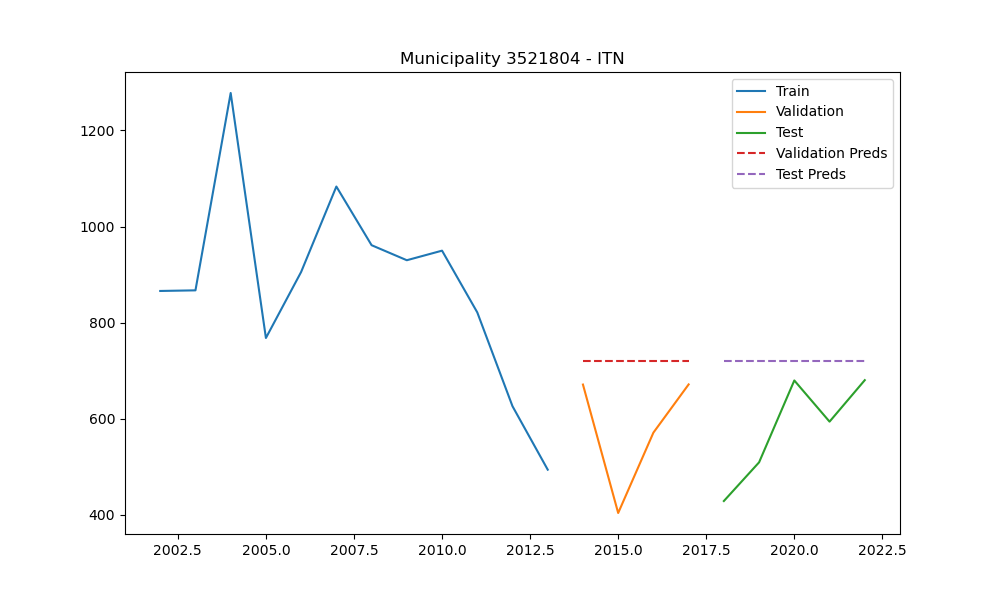 Municipality 3521804 - ITN
Train
Validation
Test
Validation Preds
Test Preds
1200
1000
800
600
400
2002.5 2005.0 2007.5 2010.0 2012.5 2015.0 2017.5 2020.0 2022.5